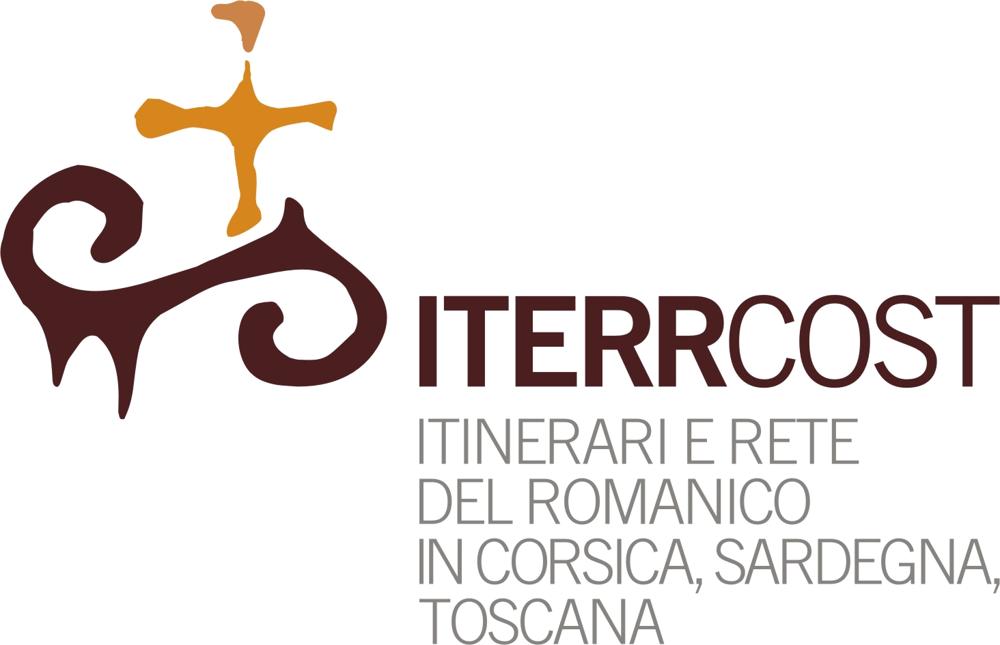 ITERRCOST
ITINERARI E RETE
DEL ROMANICO
IN CORSICA, SARDEGNA,
TOSCANA